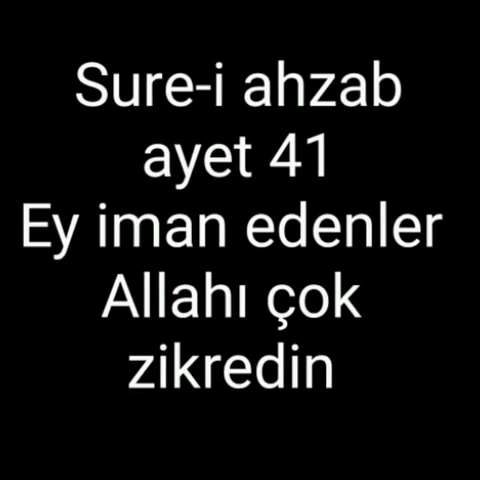 Sure-i ahzab
ayet 41
Ey iman edenler
Allahı çok
zikredin